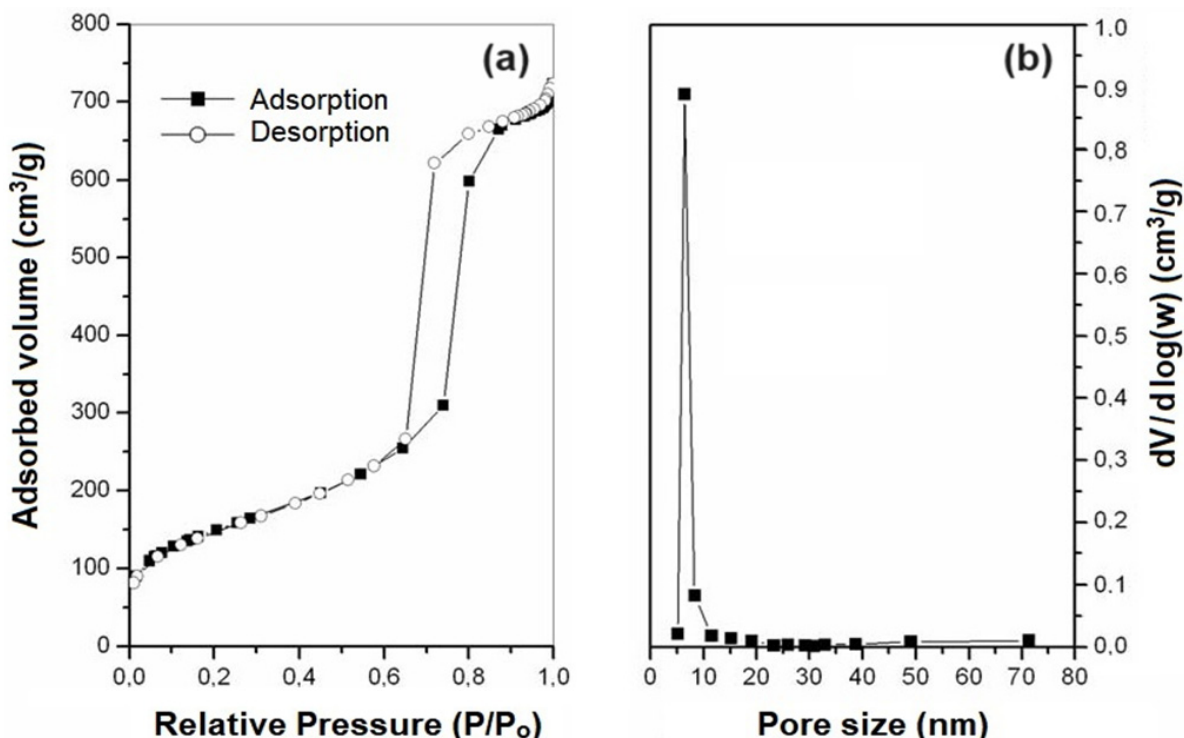 (a)
Adsorption
Desorption
800
700
600
500
400
300
200
100
0
Adsorbed volume (cm³/g)
0,0 0,2 0,4 0,6 0,8 1,0
Relative Pressure (P/Pₒ)
(b)
1.0
0.9
0,8
0.7
0.6
0,5
0,4
0,3
0,2
0.1
0.0
dV / d log(w) (cm³/g)
0 10 20 30 40 50 60 70 80
Pore size (nm)